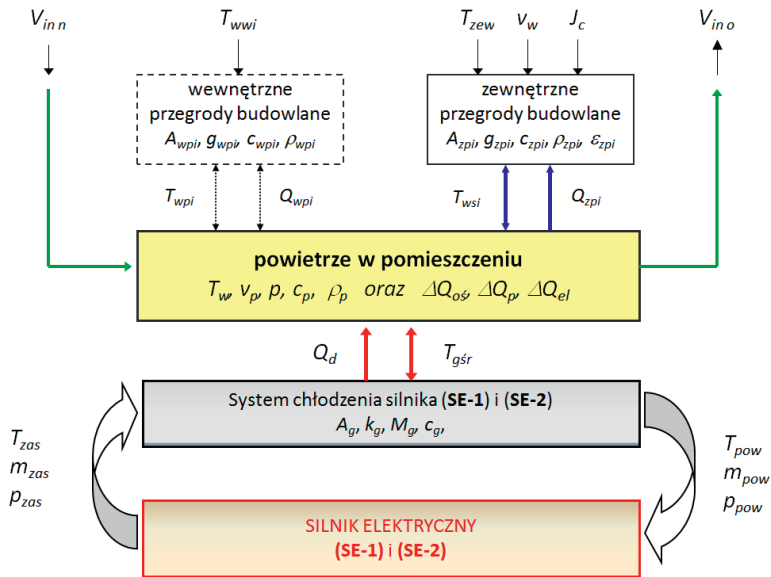 V_in n
T_wwi
T_zew v_w J_c
V_in o
wewnętrzne
przegrody budowlane
A_wpi, g_wpi, c_wpi, ρ_wpi
zewnętrzne
przegrody budowlane
A_zpi, g_zpi, c_zpi, ρ_zpi, ε_zpi
T_wpi Q_wpi
T_wsi Q_zpi
powietrze w pomieszczeniu
T_w, v_p, p, c_p, ρ_p oraz ΔQ_oś, ΔQ_p, ΔQ_el
Q_d T_gśr
System chłodzenia silnika (SE-1) i (SE-2)
A_g, k_g, M_g, c_g,
T_zas
m_zas
p_zas
T_pow
m_pow
p_pow
SILNIK ELEKTRYCZNY
(SE-1) i (SE-2)